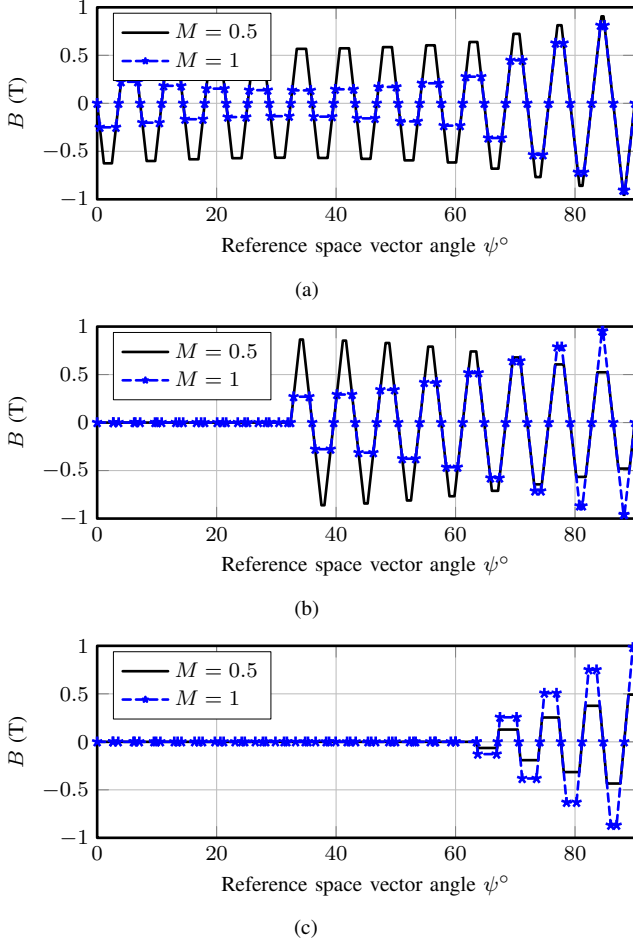 1
0.5
0
−0.5
−1
B (T)
M = 0.5
M = 1
0 20 40 60 80
Reference space vector angle ψ°
(a)
1
0.5
0
−0.5
−1
B (T)
M = 0.5
M = 1
0 20 40 60 80
Reference space vector angle ψ°
(b)
1
0.5
0
−0.5
−1
B (T)
M = 0.5
M = 1
0 20 40 60 80
Reference space vector angle ψ°
(c)